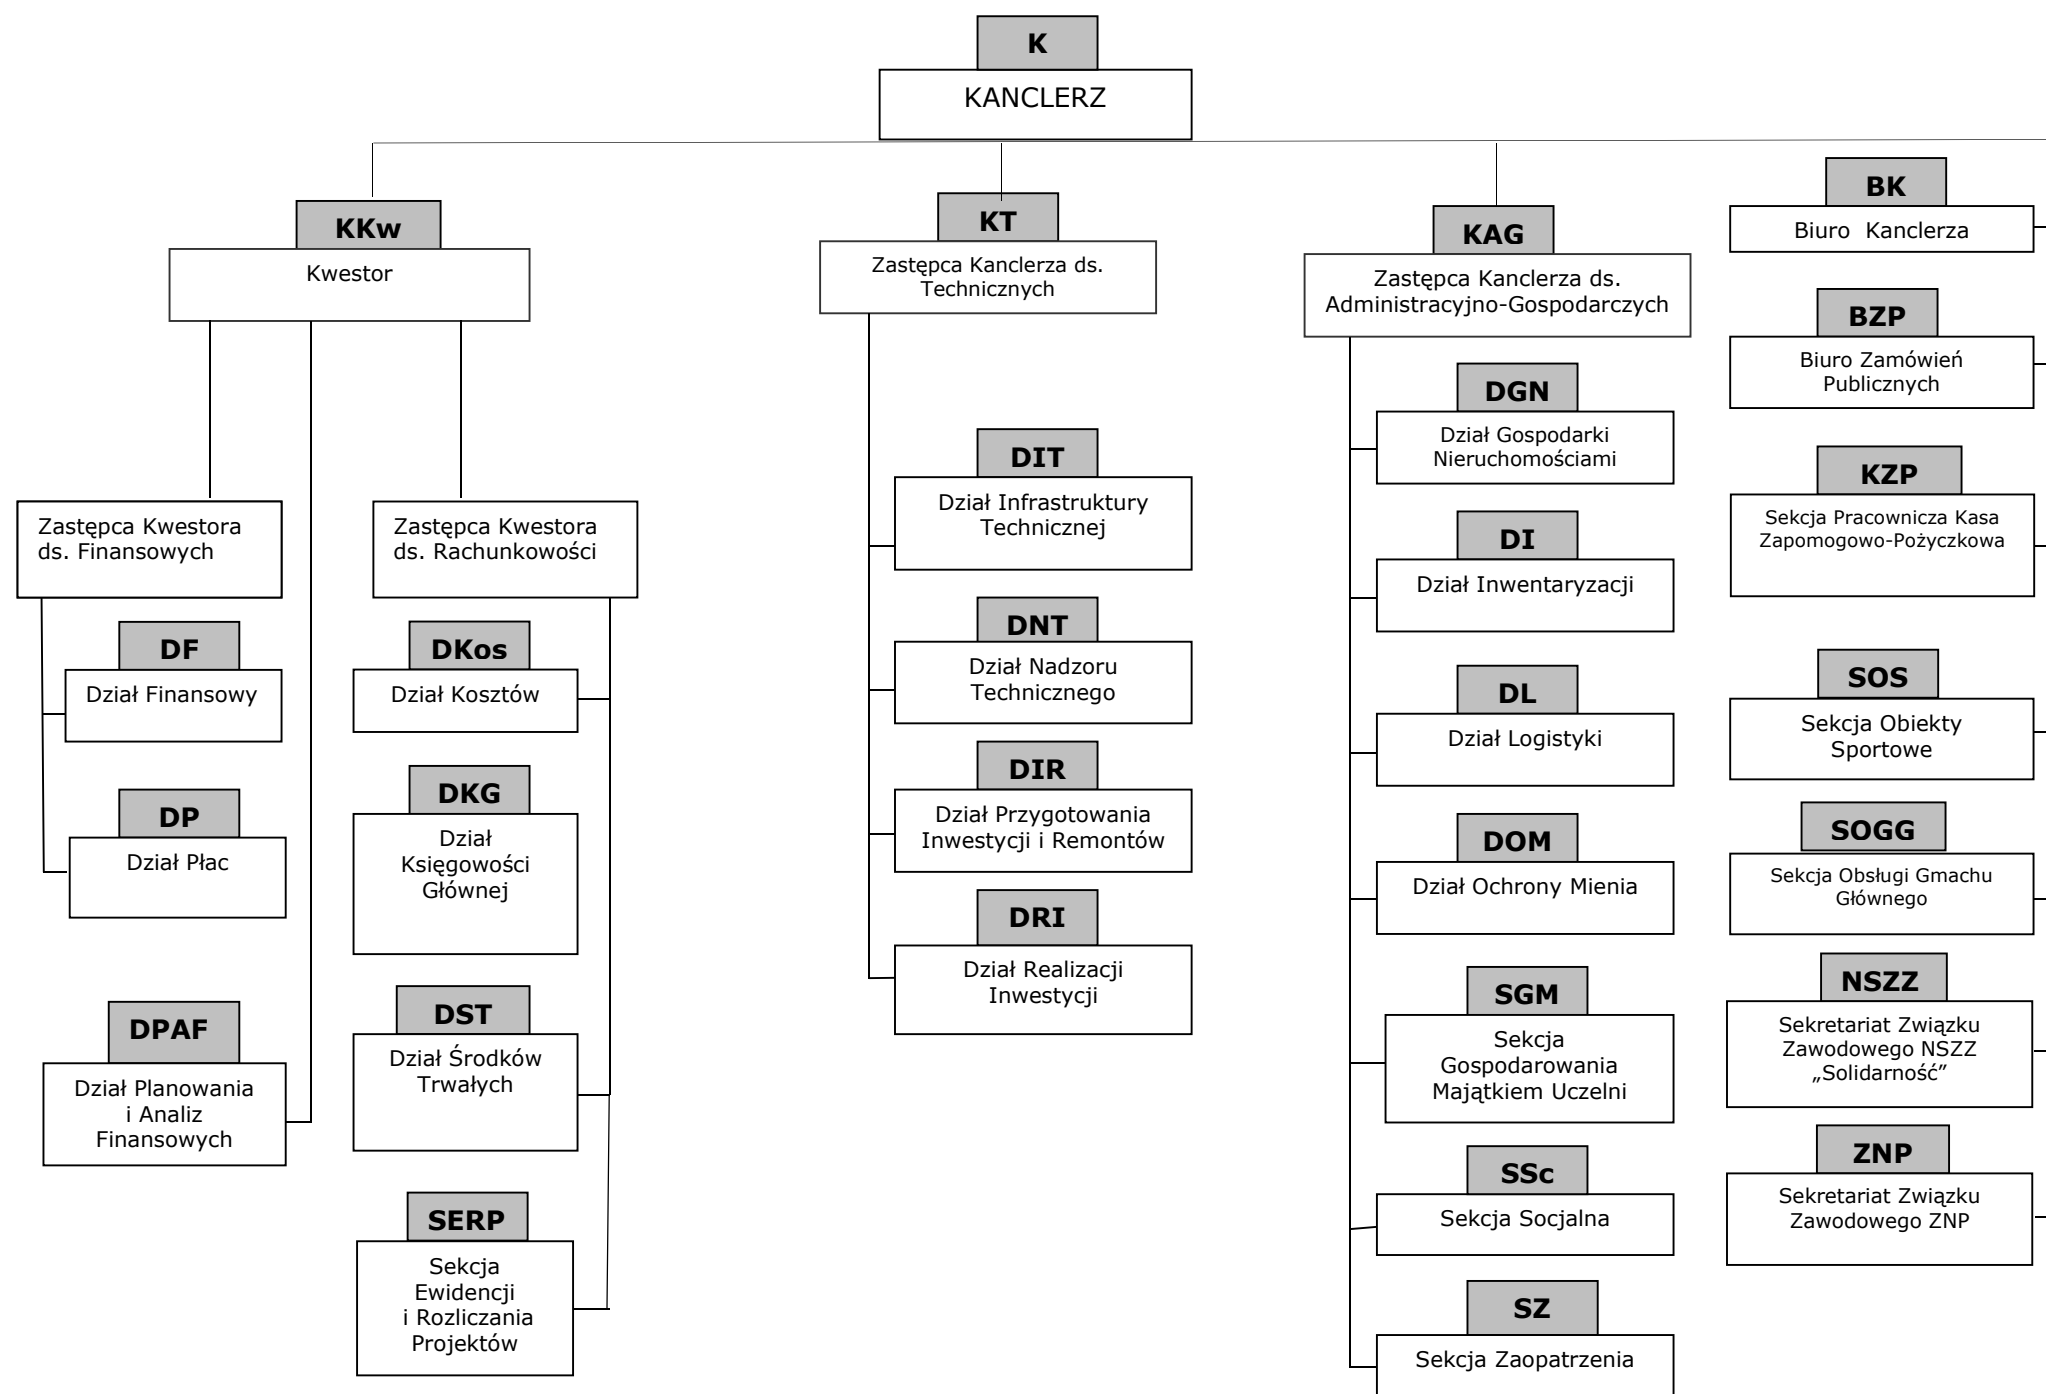 K
KANCLERZ
KKw
Kwestor
Zastępca Kwestora
ds. Finansowych
DF
Dział Finansowy
DP
Dział Płac
DPAF
Dział Planowania
i Analiz
Finansowych
Zastępca Kwestora
ds. Rachunkowości
DKos
Dział Kosztów
DKG
Dział
Księgowości
Głównej
DST
Dział Środków
Trwałych
SERP
Sekcja
Ewidencji
i Rozliczania
Projektów
KT
Zastępca Kanclerza ds.
Technicznych
DIT
Dział Infrastruktury
Technicznej
DNT
Dział Nadzoru
Technicznego
DIR
Dział Przygotowania
Inwestycji i Remontów
DRI
Dział Realizacji
Inwestycji
KAG
Zastępca Kanclerza ds.
Administracyjno-Gospodarczych
DGN
Dział Gospodarki
Nieruchomościami
DI
Dział Inwentaryzacji
DL
Dział Logistyki
DOM
Dział Ochrony Mienia
SGM
Sekcja
Gospodarowania
Majątkiem Uczelni
SSc
Sekcja Socjalna
SZ
Sekcja Zaopatrzenia
BK
Biuro Kanclerza
BZP
Biuro Zamówień
Publicznych
KZP
Sekcja Pracownicza Kasa
Zapomogowo-Pożyczkowa
SOS
Sekcja Obiekty
Sportowe
SOGG
Sekcja Obsługi Gmachu
Głównego
NSZZ
Sekretariat Związku
Zawodowego NSZZ
„Solidarność”
ZNP
Sekretariat Związku
Zawodowego ZNP